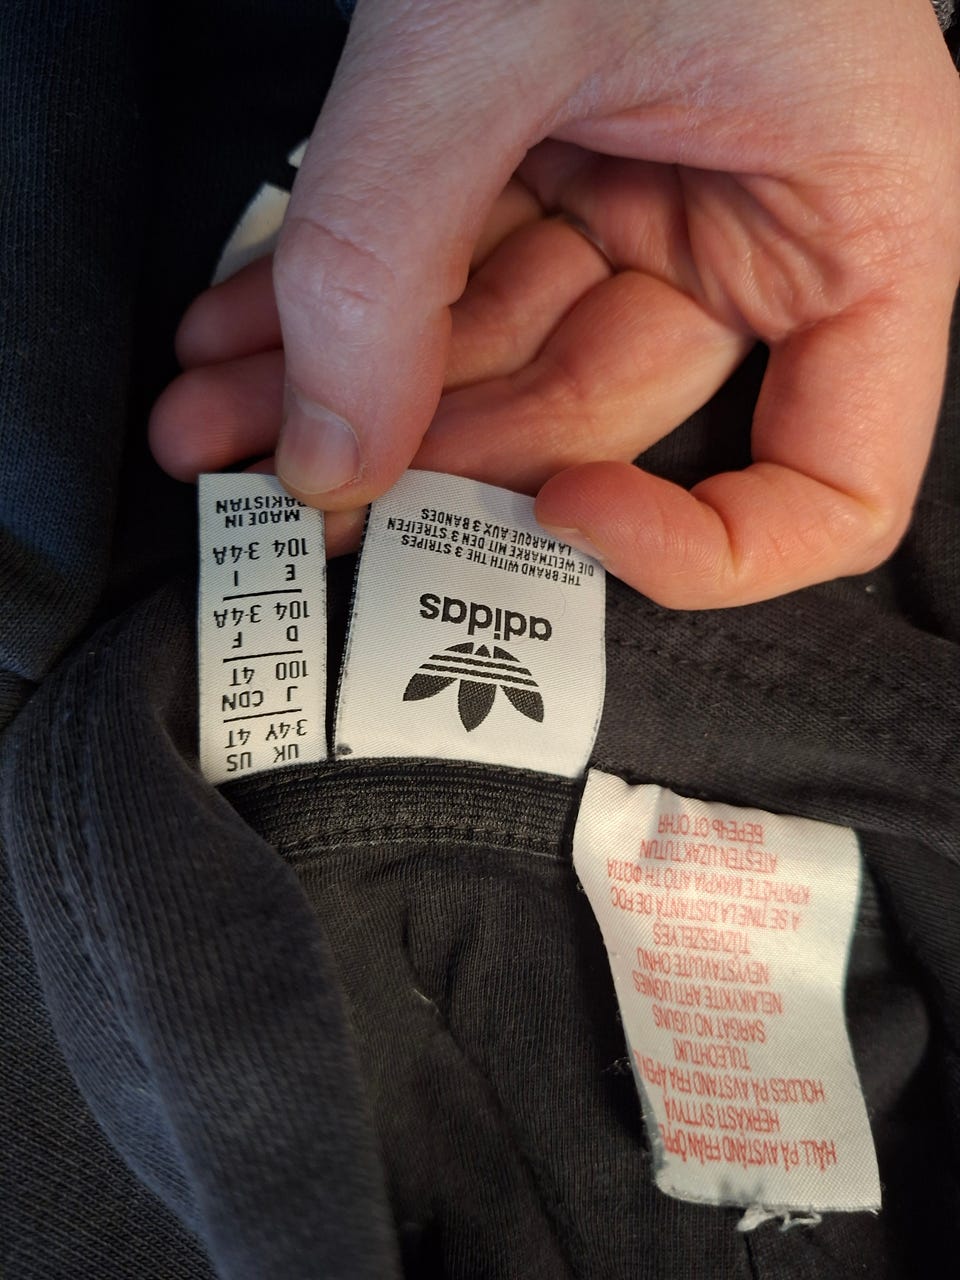 UK US
3-4Y 4T
J CDN
100 4T
D F
104 3-4A
E I
104 3-4A
MADE IN
PAKISTAN
adidas
THE BRAND WITH THE 3 STRIPES
DIE WELTMARKE MIT DEN 3 STREIFEN
LA MARQUE AUX 3 BANDES
HÅLL PÅ AVSTÅND FRÅN ÖPPE
HERKÄSTI SYTTYVÄ
HOLDES PÅ AVSTAND FRA ÅPEN
TULEOHTLIK!
SARGĀT NO UGUNS
NELAIKYKITE ARTI UGNIES
NEVYSTAVUJTE OHNU
TŰZVESZÉLYES
A SE ȚINE LA DISTANȚĂ DE FOC
ΚΡΑΤΗΣΤΕ ΜΑΚΡΙΑ ΑΠΟ ΤΗ ΦΩΤΙΑ
ATEŞTEN UZAK TUTUN
БЕРЕЧЬ ОТ ОГНЯ